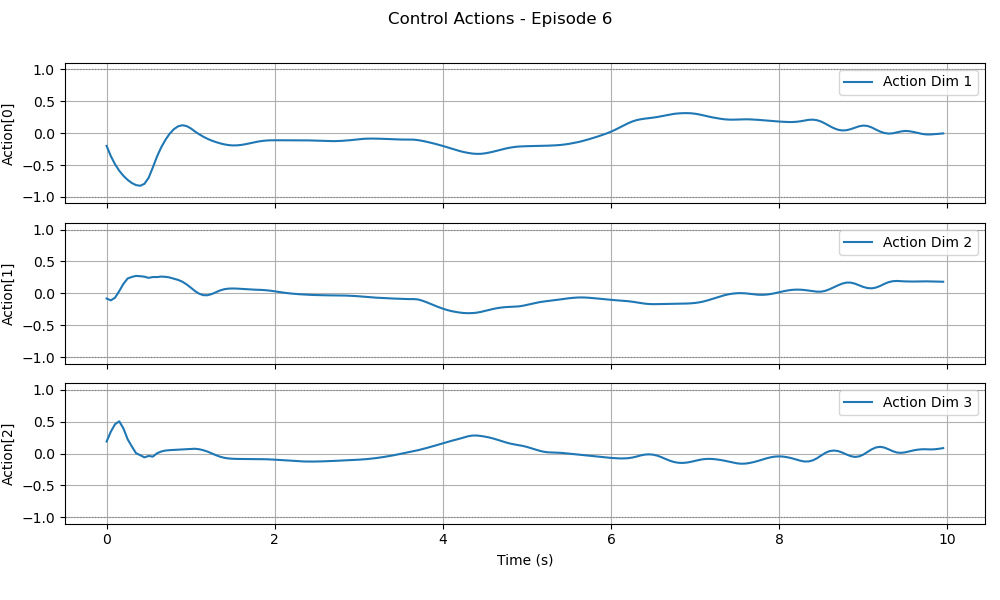 Control Actions - Episode 6
1.0
0.5
0.0
−0.5
−1.0
Action[0]
Action Dim 1
1.0
0.5
0.0
−0.5
−1.0
Action[1]
Action Dim 2
1.0
0.5
0.0
−0.5
−1.0
Action[2]
Action Dim 3
0 2 4 6 8 10
Time (s)